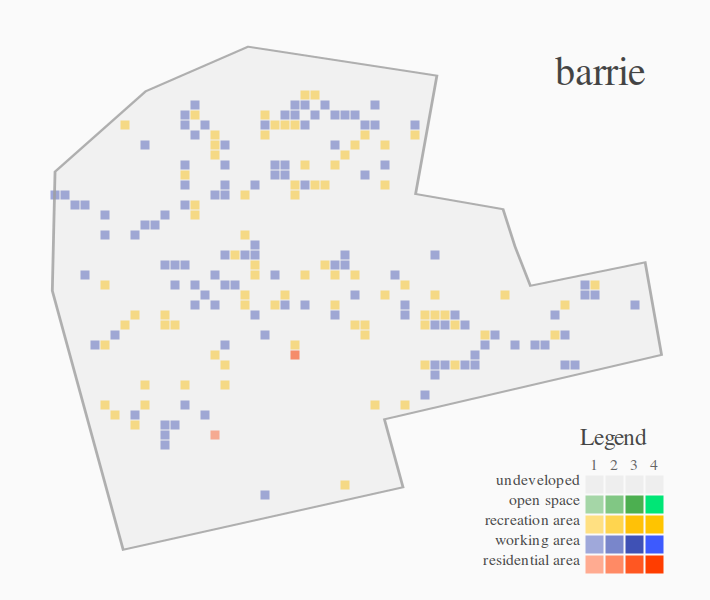 barrie
Legend
1 2 3 4
undeveloped
open space
recreation area
working area
residential area